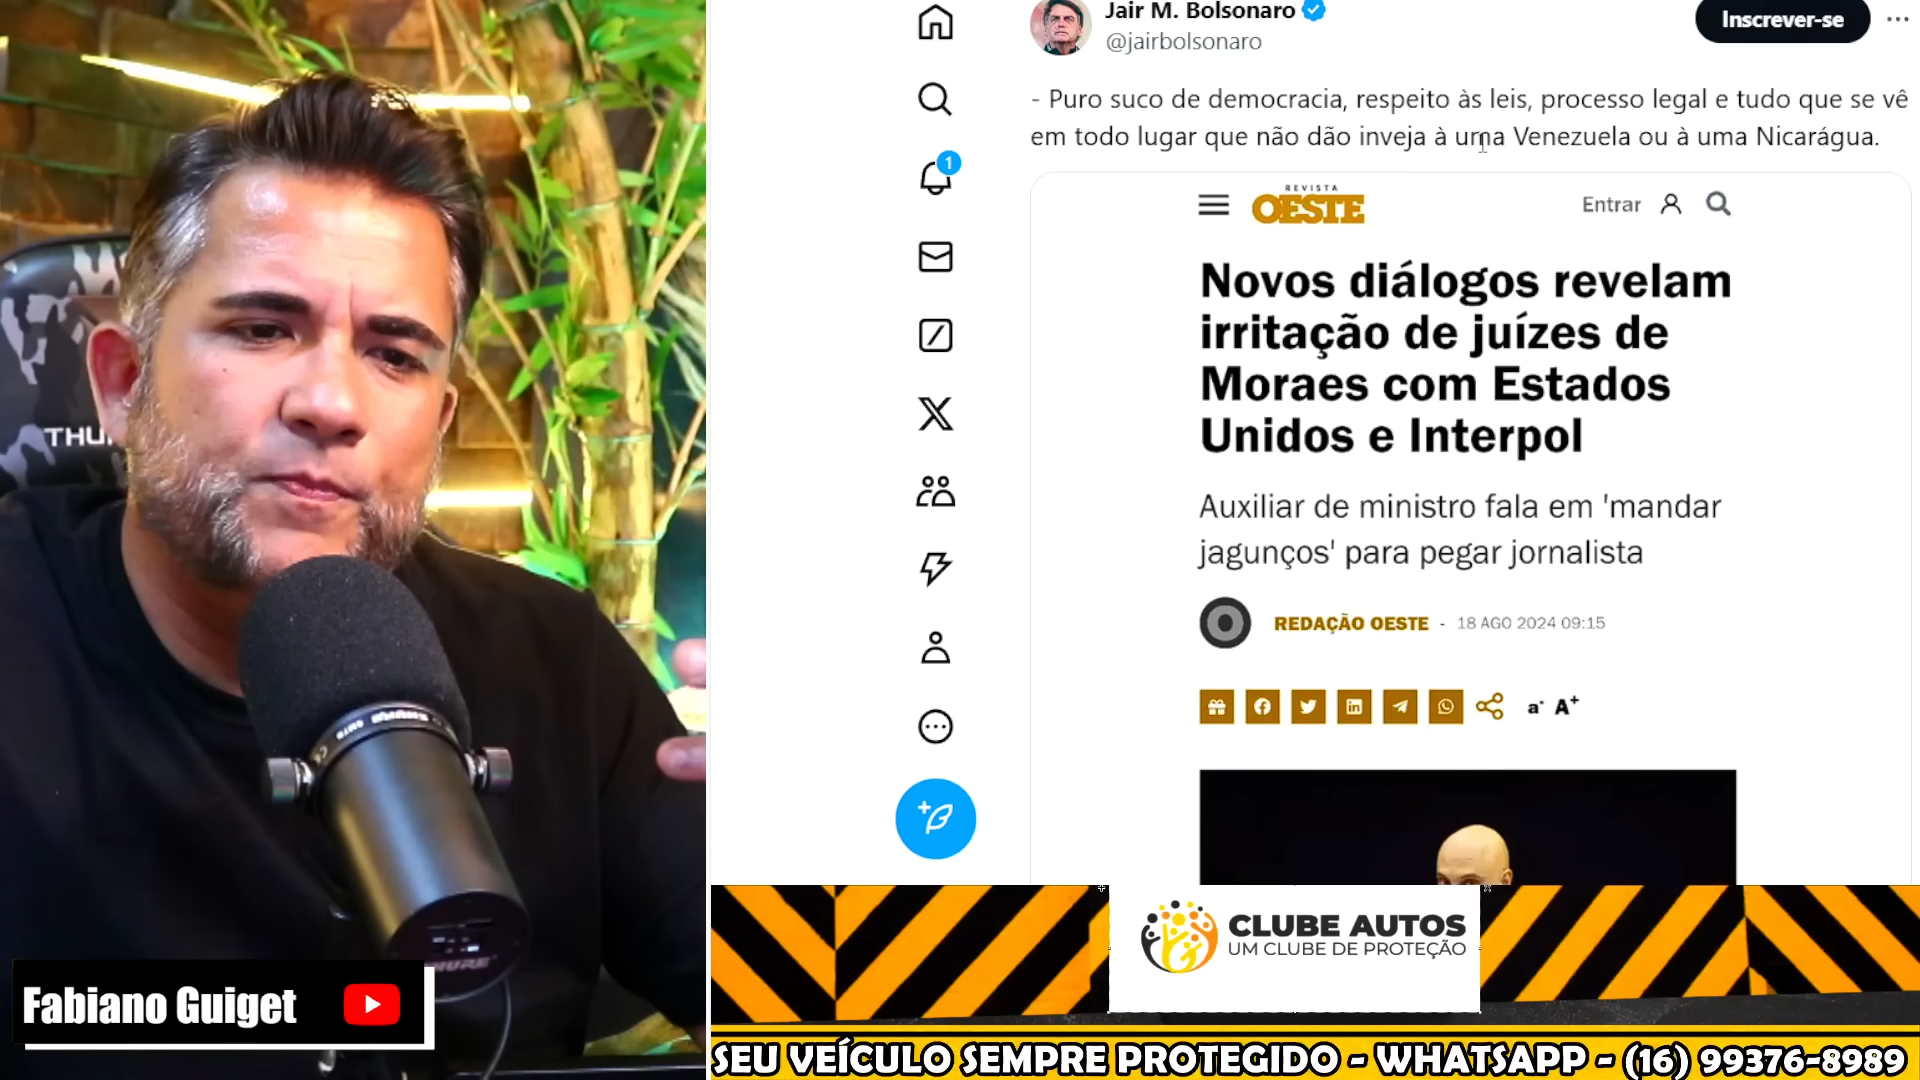 THU
Fabiano Guiget
Jair M. Bolsonaro
@jairbolsonaro
Inscrever-se
1
- Puro suco de democracia, respeito às leis, processo legal e tudo que se vê
em todo lugar que não dão inveja à uma Venezuela ou à uma Nicarágua.
REVISTA
OESTE
Entrar
Novos diálogos revelam
irritação de juízes de
Moraes com Estados
Unidos e Interpol
Auxiliar de ministro fala em 'mandar
jagunços' para pegar jornalista
REDAÇÃO OESTE - 18 AGO 2024 09:15
a- A+
CLUBE AUTOS
UM CLUBE DE PROTEÇÃO
SEU VEÍCULO SEMPRE PROTEGIDO - WHATSAPP - (16) 99376-8989